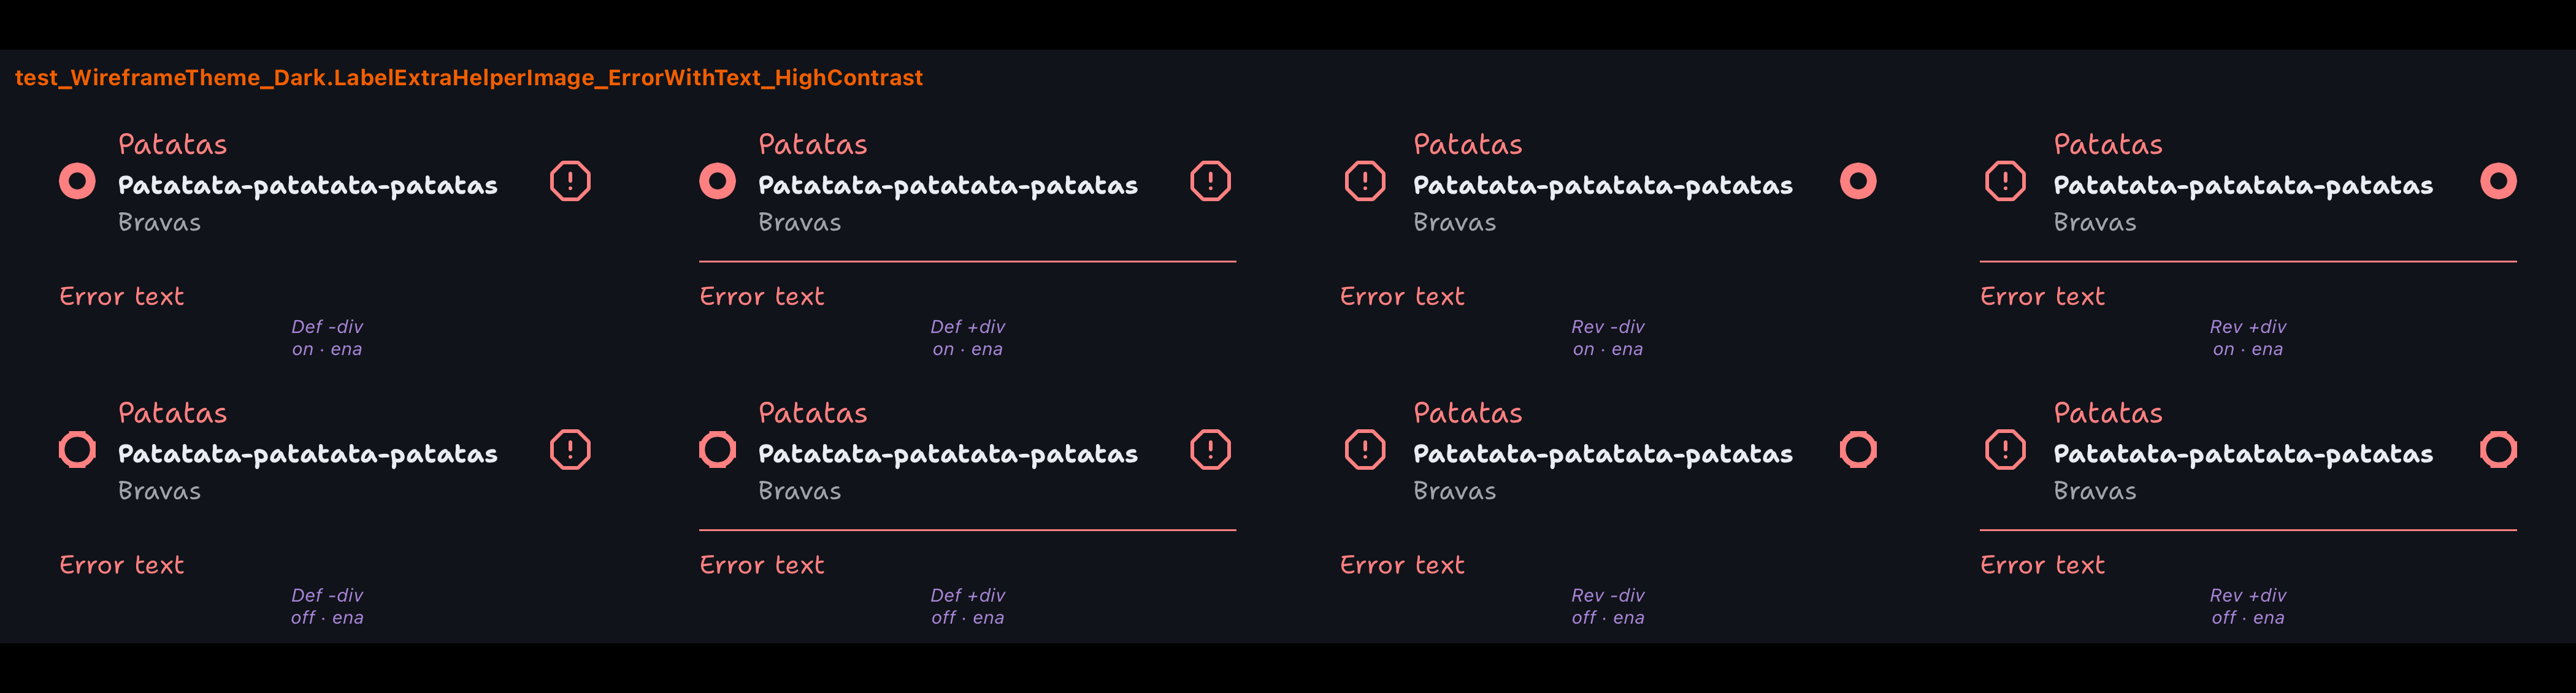 test_WireframeTheme_Dark.LabelExtraHelperImage_ErrorWithText_HighContrast
Patatas
Patatata-patatata-patatas
Bravas
Error text
Def -div
on · ena
Patatas
Patatata-patatata-patatas
Bravas
Error text
Def +div
on · ena
Patatas
Patatata-patatata-patatas
Bravas
Error text
Rev -div
on · ena
Patatas
Patatata-patatata-patatas
Bravas
Error text
Rev +div
on · ena
Patatas
Patatata-patatata-patatas
Bravas
Error text
Def -div
off · ena
Patatas
Patatata-patatata-patatas
Bravas
Error text
Def +div
off · ena
Patatas
Patatata-patatata-patatas
Bravas
Error text
Rev -div
off · ena
Patatas
Patatata-patatata-patatas
Bravas
Error text
Rev +div
off · ena